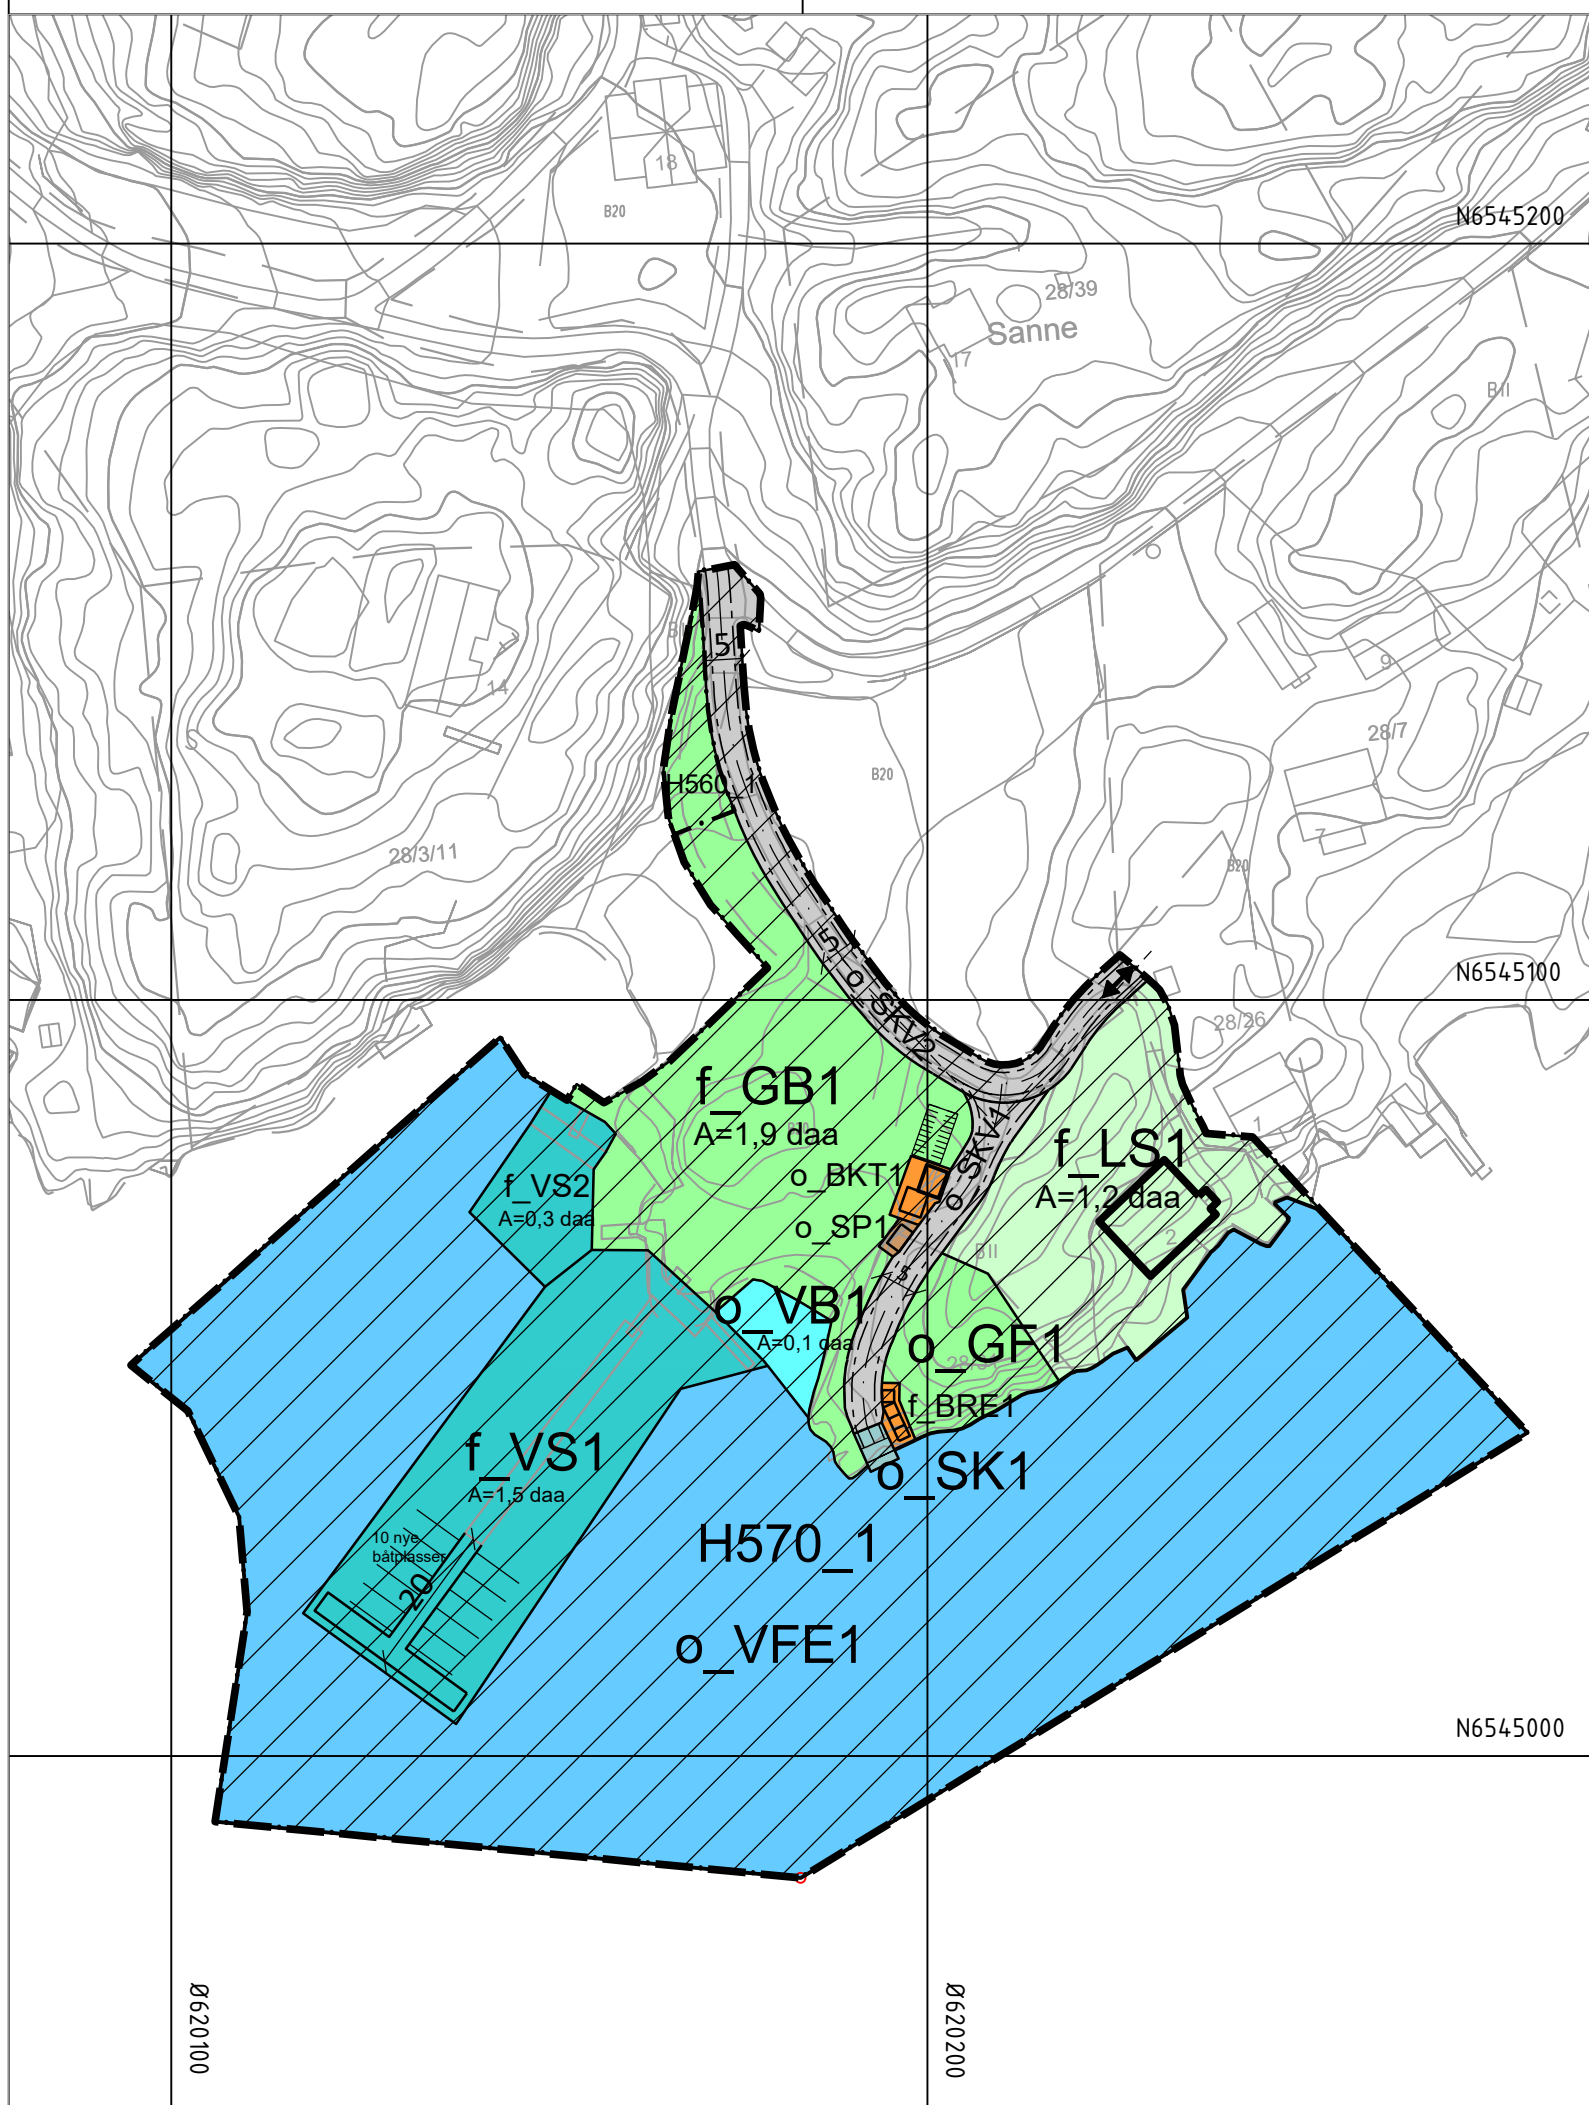 18
B20
N6545200
28/39
Sanne
17
B11
9
5
14
28/7
H560_1
B20
7
28/3/11
B20
5
o_SKV2
N6545100
28/26
f_GB1
A=1,9 daa
1
o_SKV1
f_LS1
A=1,2 daa
o_BKT1
f_VS2
A=0,3 daa
o_SP1
2
B11
5
o_VB1
A=0,1 daa
o_GF1
f_BRE1
f_VS1
A=1,5 daa
o_SK1
10 nye
båtplasser
20
H570_1
o_VFE1
N6545000
Ø620100
Ø620200